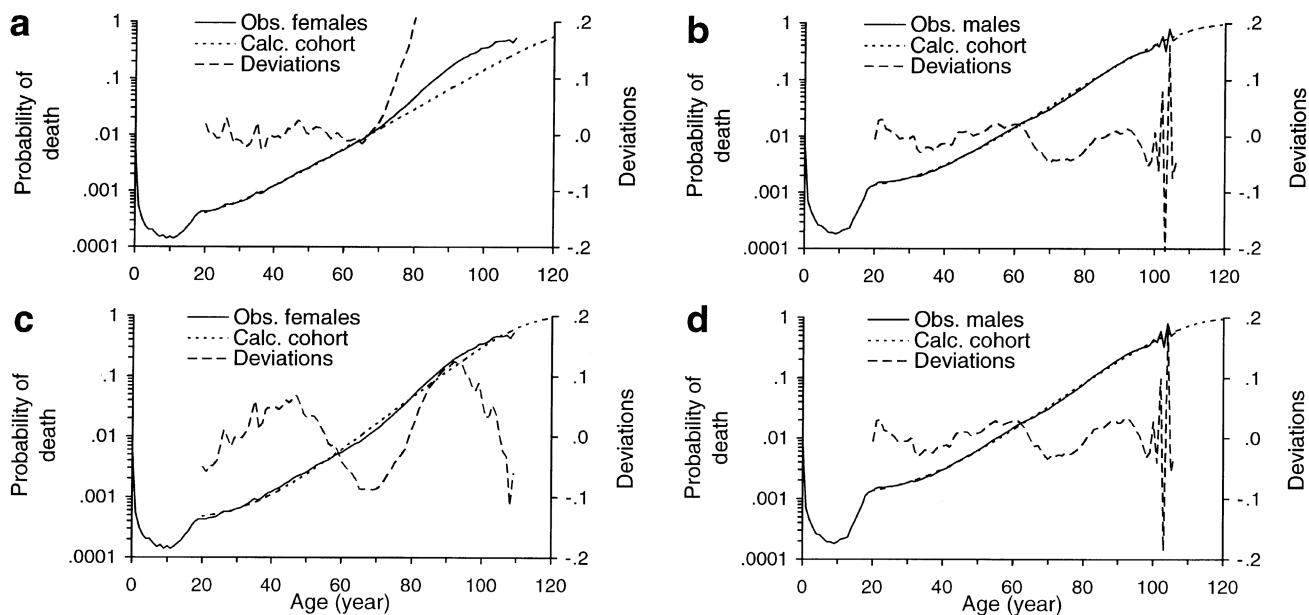 a
Obs. females
Calc. cohort
Deviations
Probability of
death
1
.1
.01
.001
.0001
0 20 40 60 80 100 120
.2
.1
.0
-.1
-.2
Deviations
b
Obs. males
Calc. cohort
Deviations
Probability of
death
1
.1
.01
.001
.0001
0 20 40 60 80 100 120
.2
.1
.0
-.1
-.2
Deviations
c
Obs. females
Calc. cohort
Deviations
Probability of
death
1
.1
.01
.001
.0001
0 20 40 60 80 100 120
Age (year)
.2
.1
.0
-.1
-.2
Deviations
d
Obs. males
Calc. cohort
Deviations
Probability of
death
1
.1
.01
.001
.0001
0 20 40 60 80 100 120
Age (year)
.2
.1
.0
-.1
-.2
Deviations